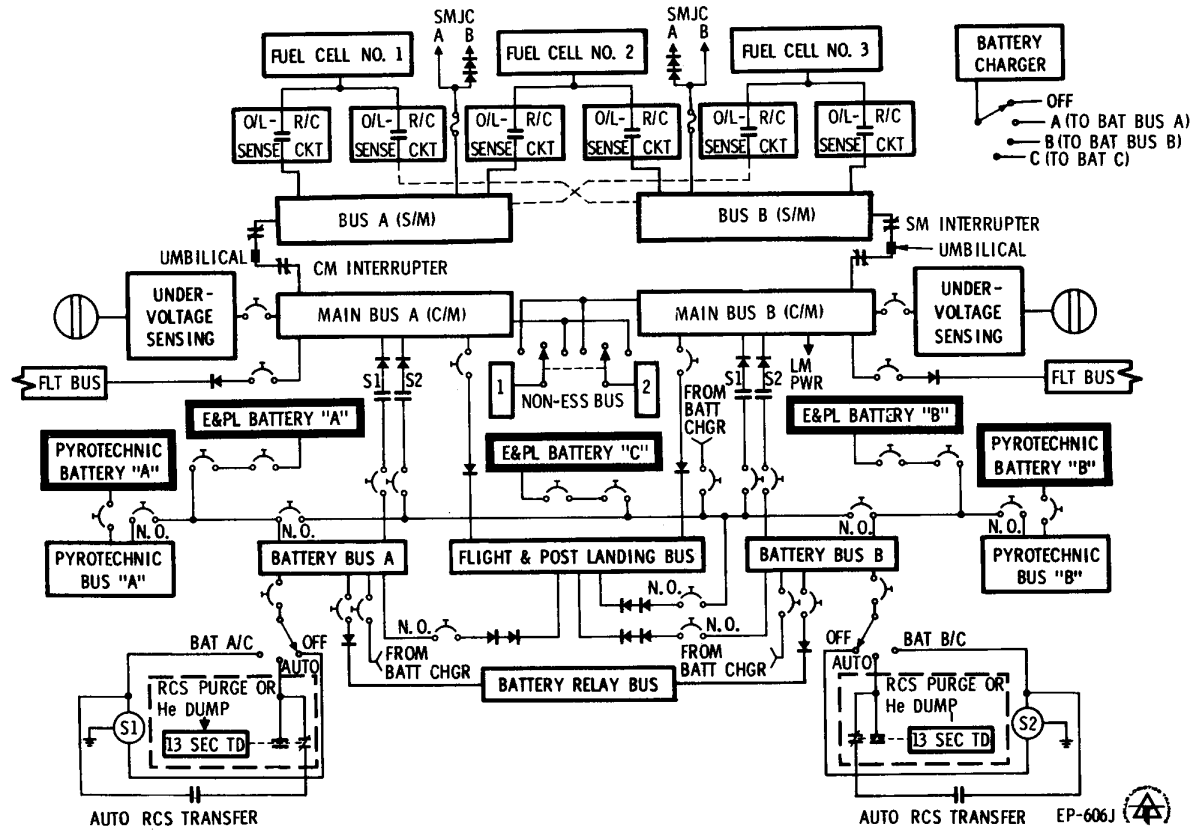 SMJC
A B
SMJC
A B
FUEL CELL NO. 1
FUEL CELL NO. 2
FUEL CELL NO. 3
BATTERY
CHARGER
OFF
A (TO BAT BUS A)
B (TO BAT BUS B)
C (TO BAT C)
O/L- R/C
SENSE CKT
O/L- R/C
SENSE CKT
O/L- R/C
SENSE CKT
O/L- R/C
SENSE CKT
O/L- R/C
SENSE CKT
O/L- R/C
SENSE CKT
BUS A (S/M)
BUS B (S/M)
SM INTERRUPTER
UMBILICAL
UMBILICAL
CM INTERRUPTER
UNDER-
VOLTAGE
SENSING
MAIN BUS A (C/M)
MAIN BUS B (C/M)
UNDER-
VOLTAGE
SENSING
FLT BUS
S1 S2
1
NON-ESS BUS
2
FROM
BATT
CHGR
S1 S2
LM
PWR
FLT BUS
E&PL BATTERY "A"
E&PL BATTERY "B"
PYROTECHNIC
BATTERY "A"
E&PL BATTERY "C"
PYROTECHNIC
BATTERY "B"
N.O.
N.O.
N.O.
N.O.
PYROTECHNIC
BUS "A"
BATTERY BUS A
FLIGHT & POST LANDING BUS
BATTERY BUS B
PYROTECHNIC
BUS "B"
N.O.
N.O.
N.O.
BAT A/C
OFF
AUTO
FROM
BATT CHGR
FROM
BATT CHGR
OFF
BAT B/C
AUTO
BATTERY RELAY BUS
RCS PURGE OR
He DUMP
S1
13 SEC TD
RCS PURGE OR
He DUMP
13 SEC TD
S2
AUTO RCS TRANSFER
AUTO RCS TRANSFER
EP-606J